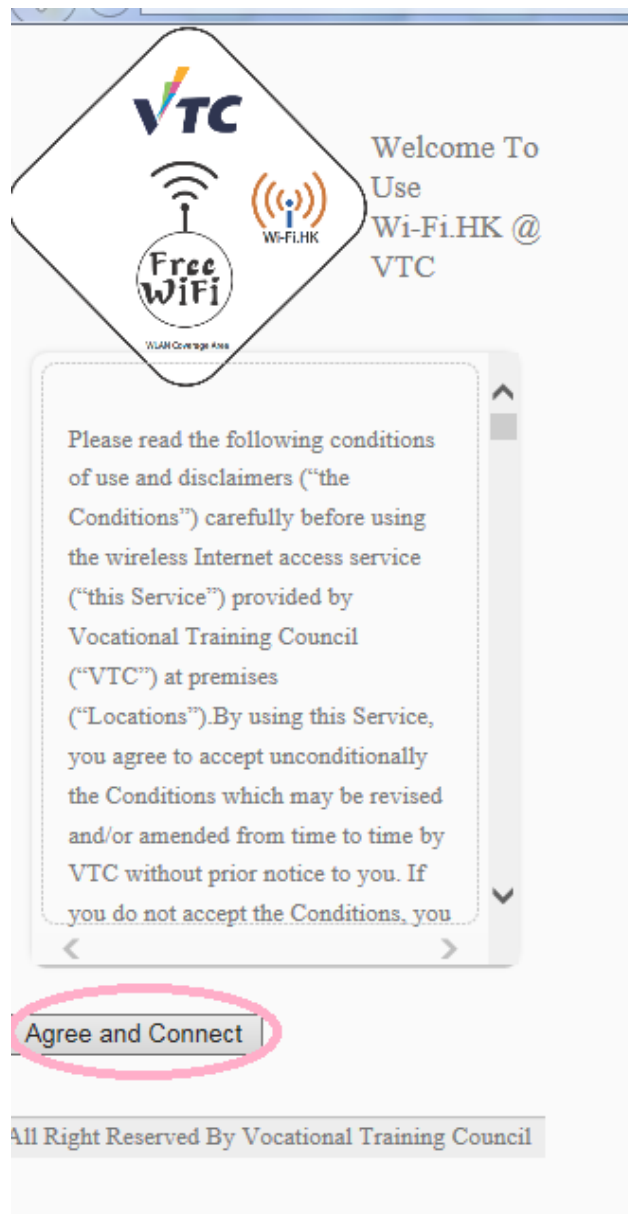 VTC
Wi-Fi.HK
Free
WiFi
WLAN Coverage Area
Welcome To
Use
Wi-Fi.HK @
VTC
Please read the following conditions
of use and disclaimers (“the
Conditions”) carefully before using
the wireless Internet access service
(“this Service”) provided by
Vocational Training Council
(“VTC”) at premises
(“Locations”).By using this Service,
you agree to accept unconditionally
the Conditions which may be revised
and/or amended from time to time by
VTC without prior notice to you. If
you do not accept the Conditions, you
Agree and Connect
All Right Reserved By Vocational Training Council